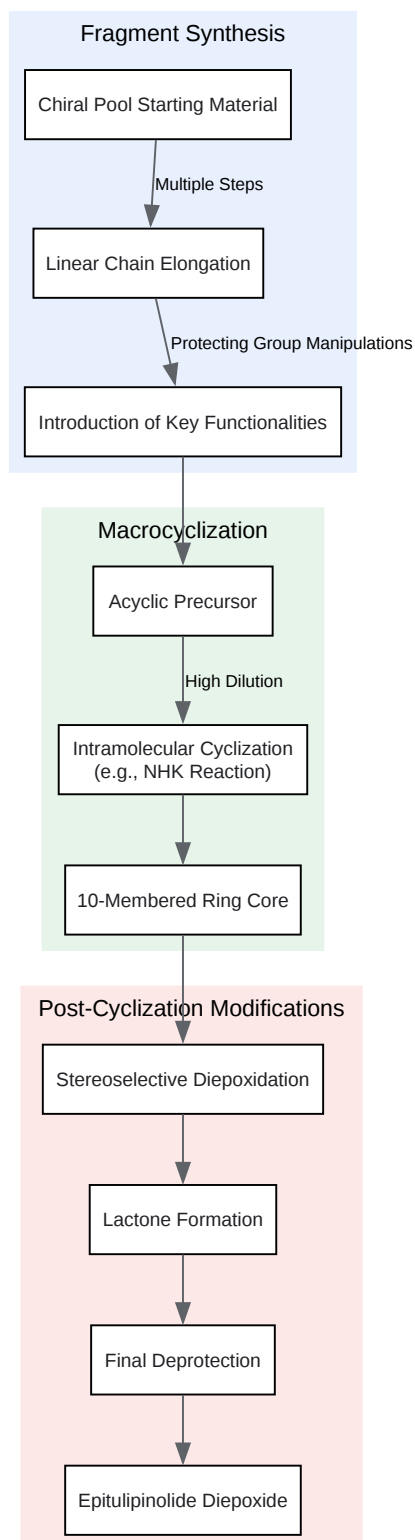 Fragment Synthesis
Chiral Pool Starting Material
Multiple Steps
Linear Chain Elongation
Protecting Group Manipulations
Introduction of Key Functionalities
Macrocyclization
Acyclic Precursor
High Dilution
Intramolecular Cyclization
(e.g., NHK Reaction)
10-Membered Ring Core
Post-Cyclization Modifications
Stereoselective Diepoxidation
Lactone Formation
Final Deprotection
Epitulipinolide Diepoxide